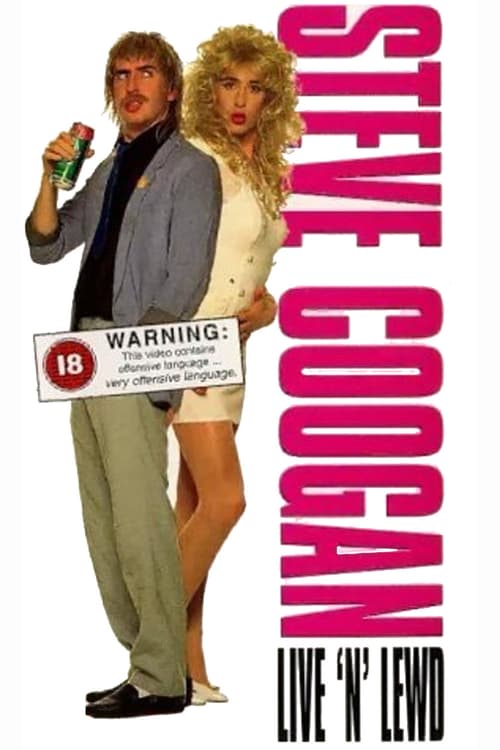 STEVE COOGAN
LIVE 'N' LEWD
18
WARNING:
This video contains
offensive language ...
very offensive language.